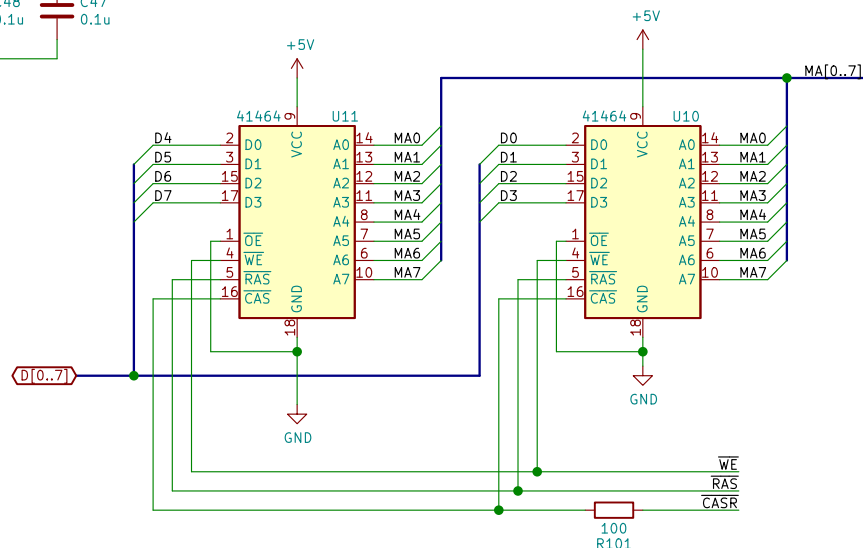 C47
0.1u
0.1u
+5V
+5V
MA[0..7]
41464
U11
9
VCC
D4
2
D0
A0
14
MA0
D5
3
D1
A1
13
MA1
D6
15
D2
A2
12
MA2
D7
17
D3
A3
11
MA3
A4
8
MA4
1
OE
A5
7
MA5
4
WE
A6
6
MA6
5
RAS
A7
10
MA7
16
CAS
GND
18
GND
41464
U10
9
VCC
D0
2
D0
A0
14
MA0
D1
3
D1
A1
13
MA1
D2
15
D2
A2
12
MA2
D3
17
D3
A3
11
MA3
A4
8
MA4
1
OE
A5
7
MA5
4
WE
A6
6
MA6
5
RAS
A7
10
MA7
16
CAS
GND
18
GND
D[0..7]
WE
RAS
CASR
100
R101